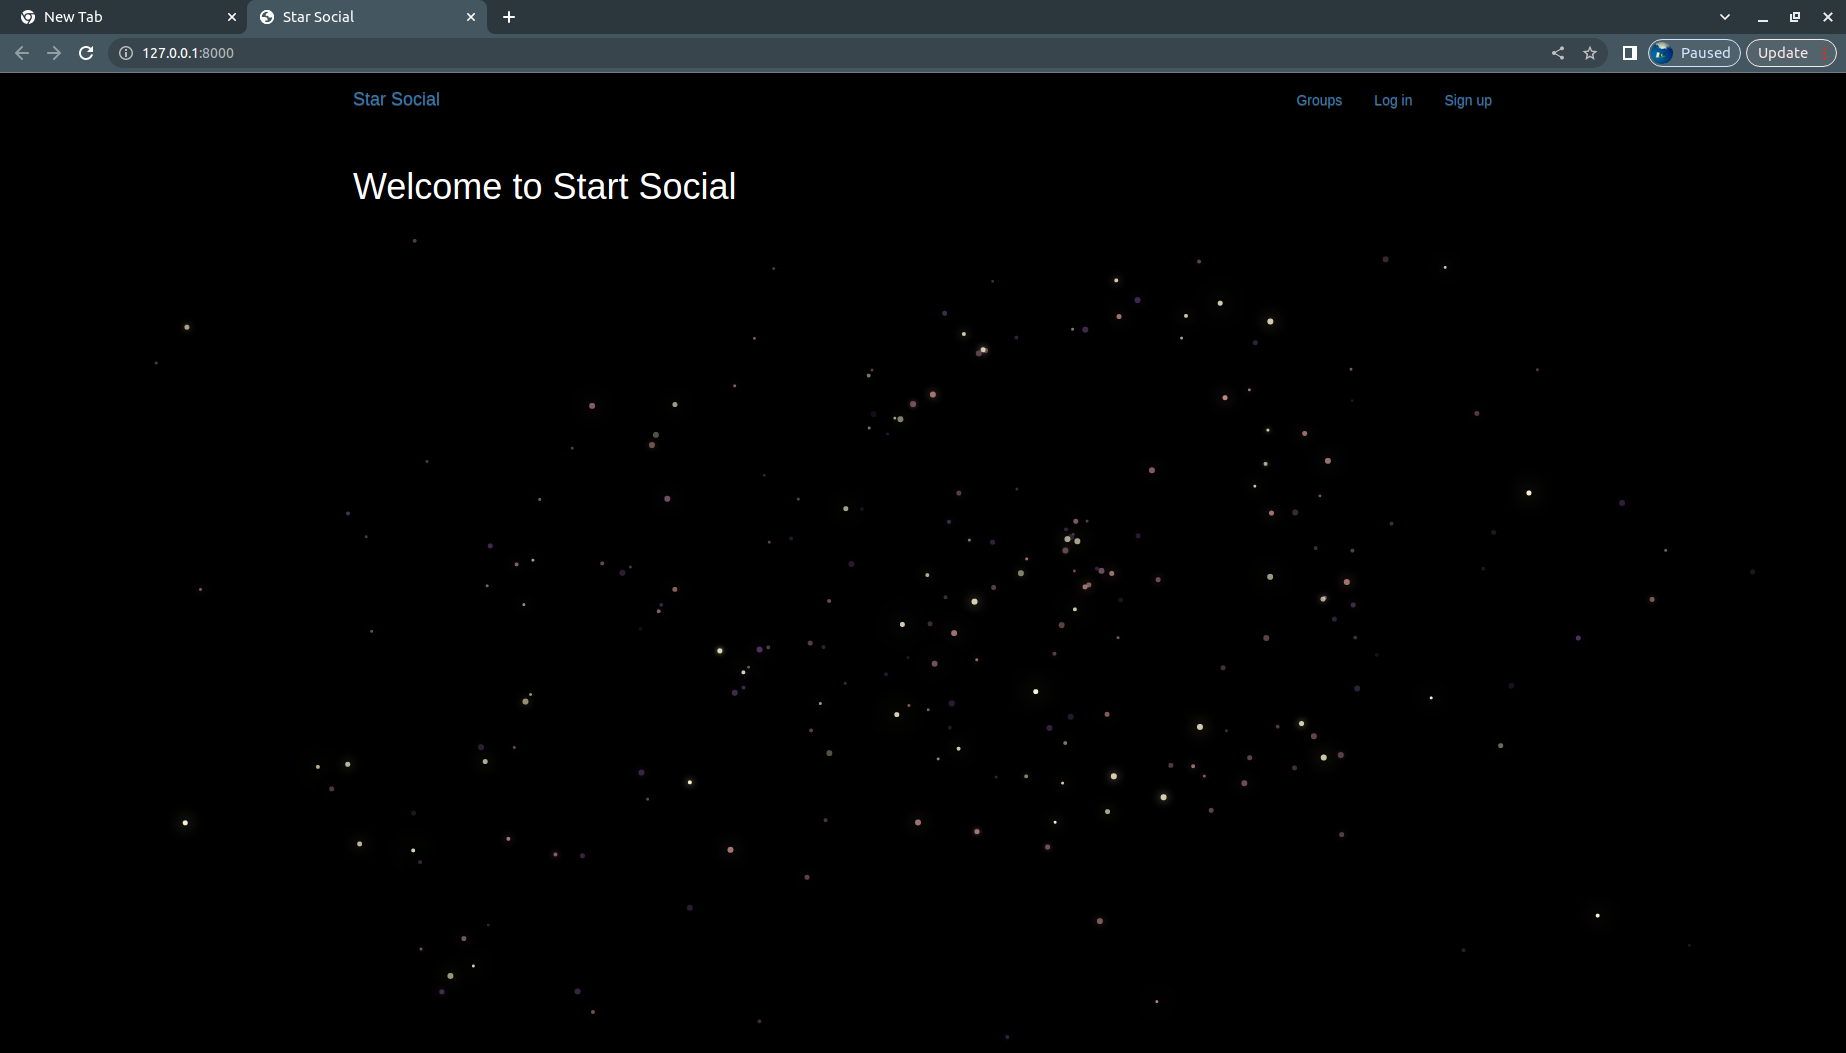 New Tab
Star Social
127.0.0.1:8000
Paused
Update
Star Social
Groups
Log in
Sign up
Welcome to Start Social